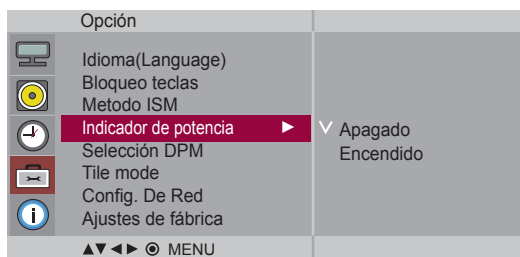 Opción
Idioma(Language)
Bloqueo teclas
Metodo ISM
Indicador de potencia
Selección DPM
Tile mode
Config. De Red
Ajustes de fábrica
Apagado
Encendido
MENU